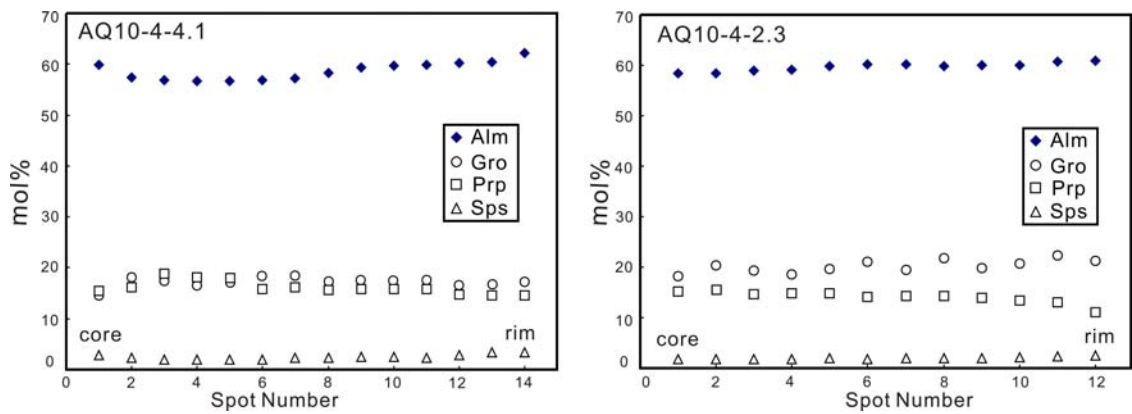 AQ10-4-4.1
70
60
50
40
30
20
10
0
mol%
Alm
Gro
Prp
Sps
core
rim
0 2 4 6 8 10 12 14
Spot Number
AQ10-4-2.3
70
60
50
40
30
20
10
0
mol%
Alm
Gro
Prp
Sps
core
rim
0 2 4 6 8 10 12
Spot Number